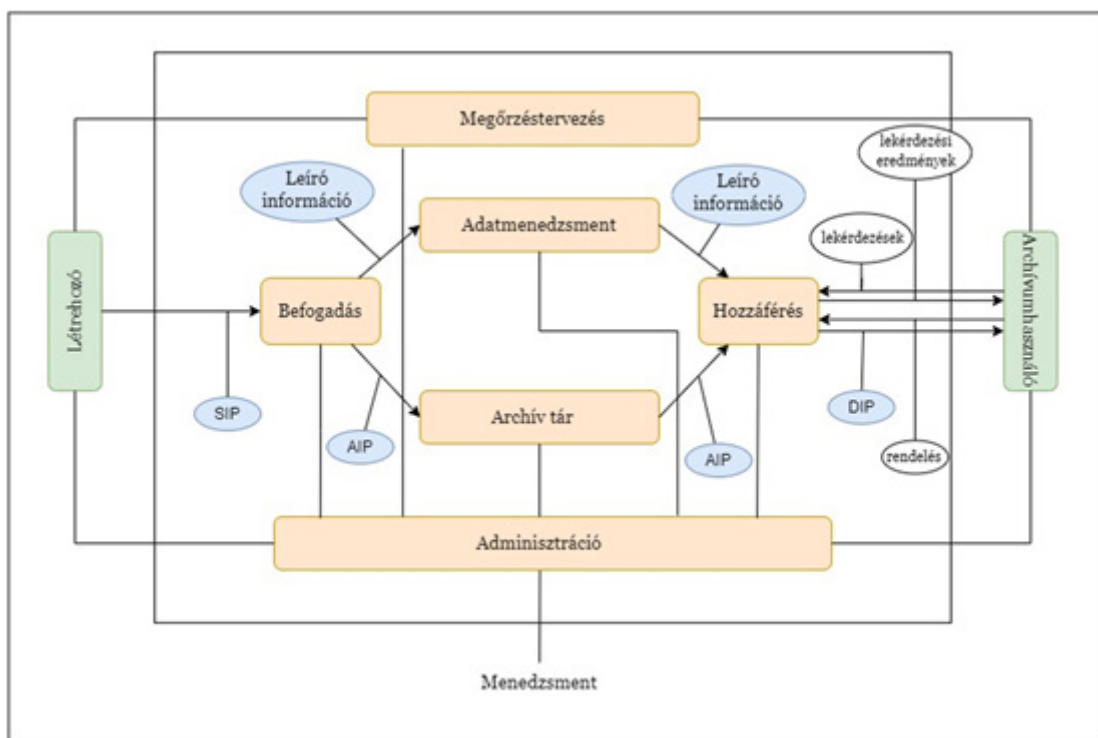 Megőrzéstervezés
lekérdezési
eredmények
Leíró
információ
Leíró
információ
Adatmenedzsment
lekérdezések
Létrehozó
Befogadás
Hozzáférés
Archívumhasználó
SIP
AIP
Archív tár
AIP
DIP
rendelés
Adminisztráció
Menedzsment